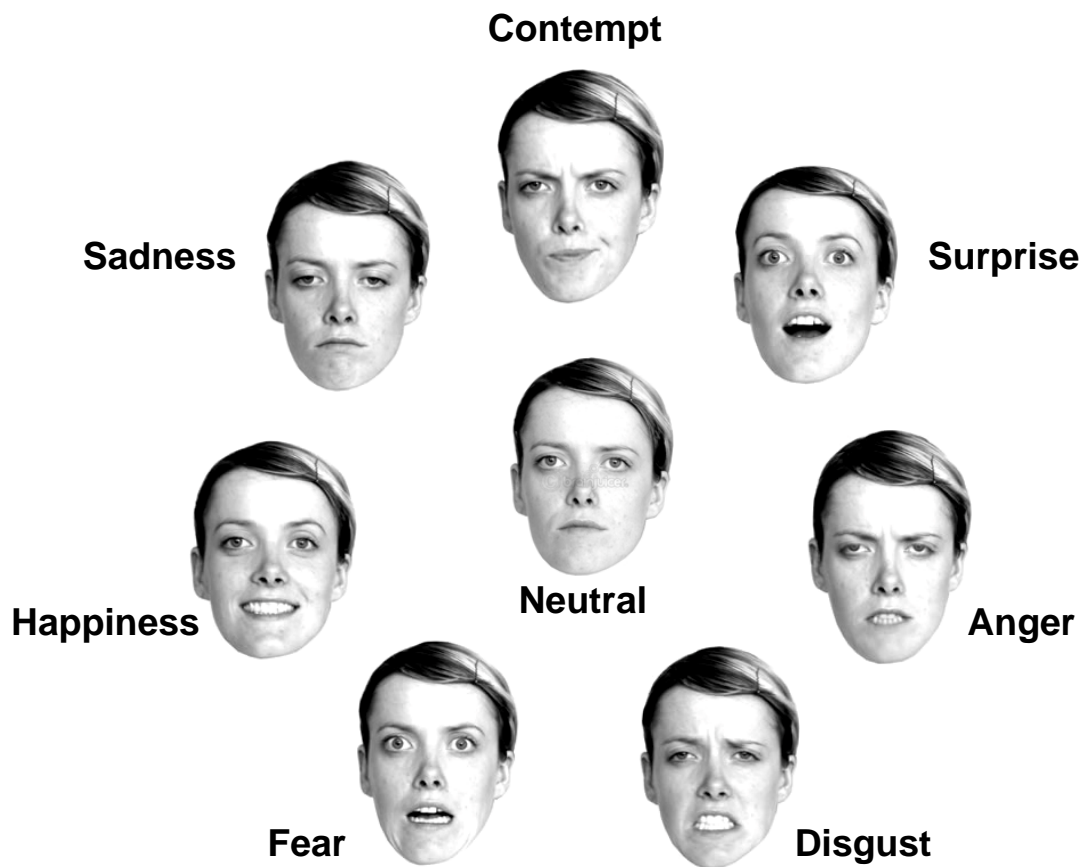 Contempt
Sadness
Surprise
Neutral
Happiness
Anger
Fear
Disgust